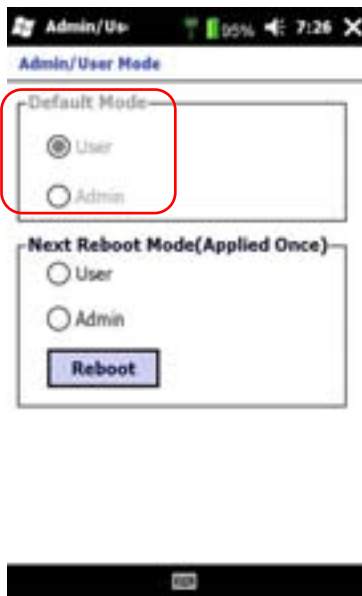 Admin/Us 95% 7:26
Admin/User Mode
Default Mode
User
Admin
Next Reboot Mode(Applied Once)
User
Admin
Reboot